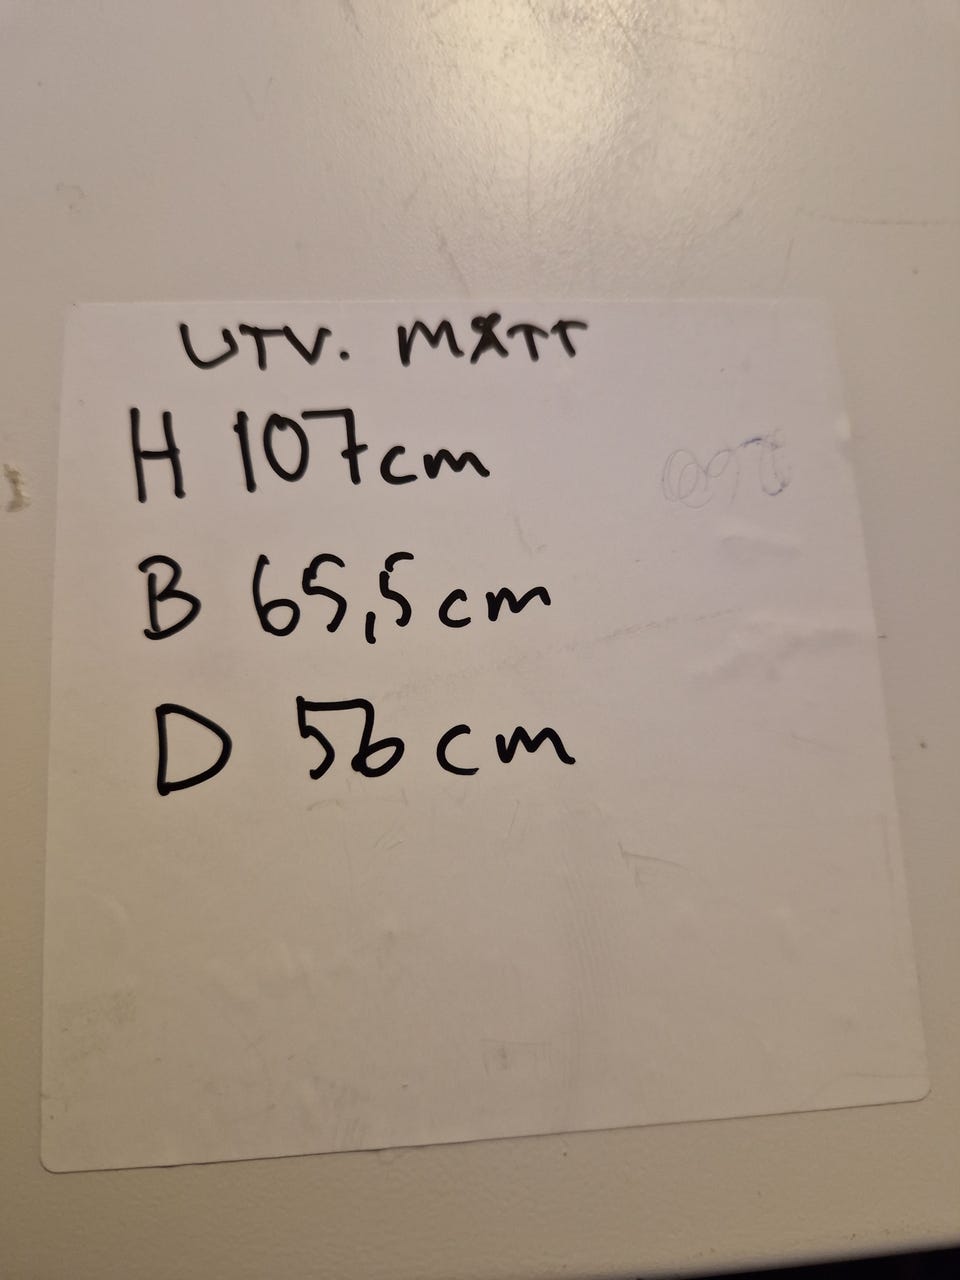 UTV. MÅTT
H 107cm
B 65,5cm
D 56cm